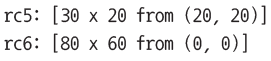 rc5: [30 x 20 from (20, 20)]
rc6: [80 x 60 from (0, 0)]